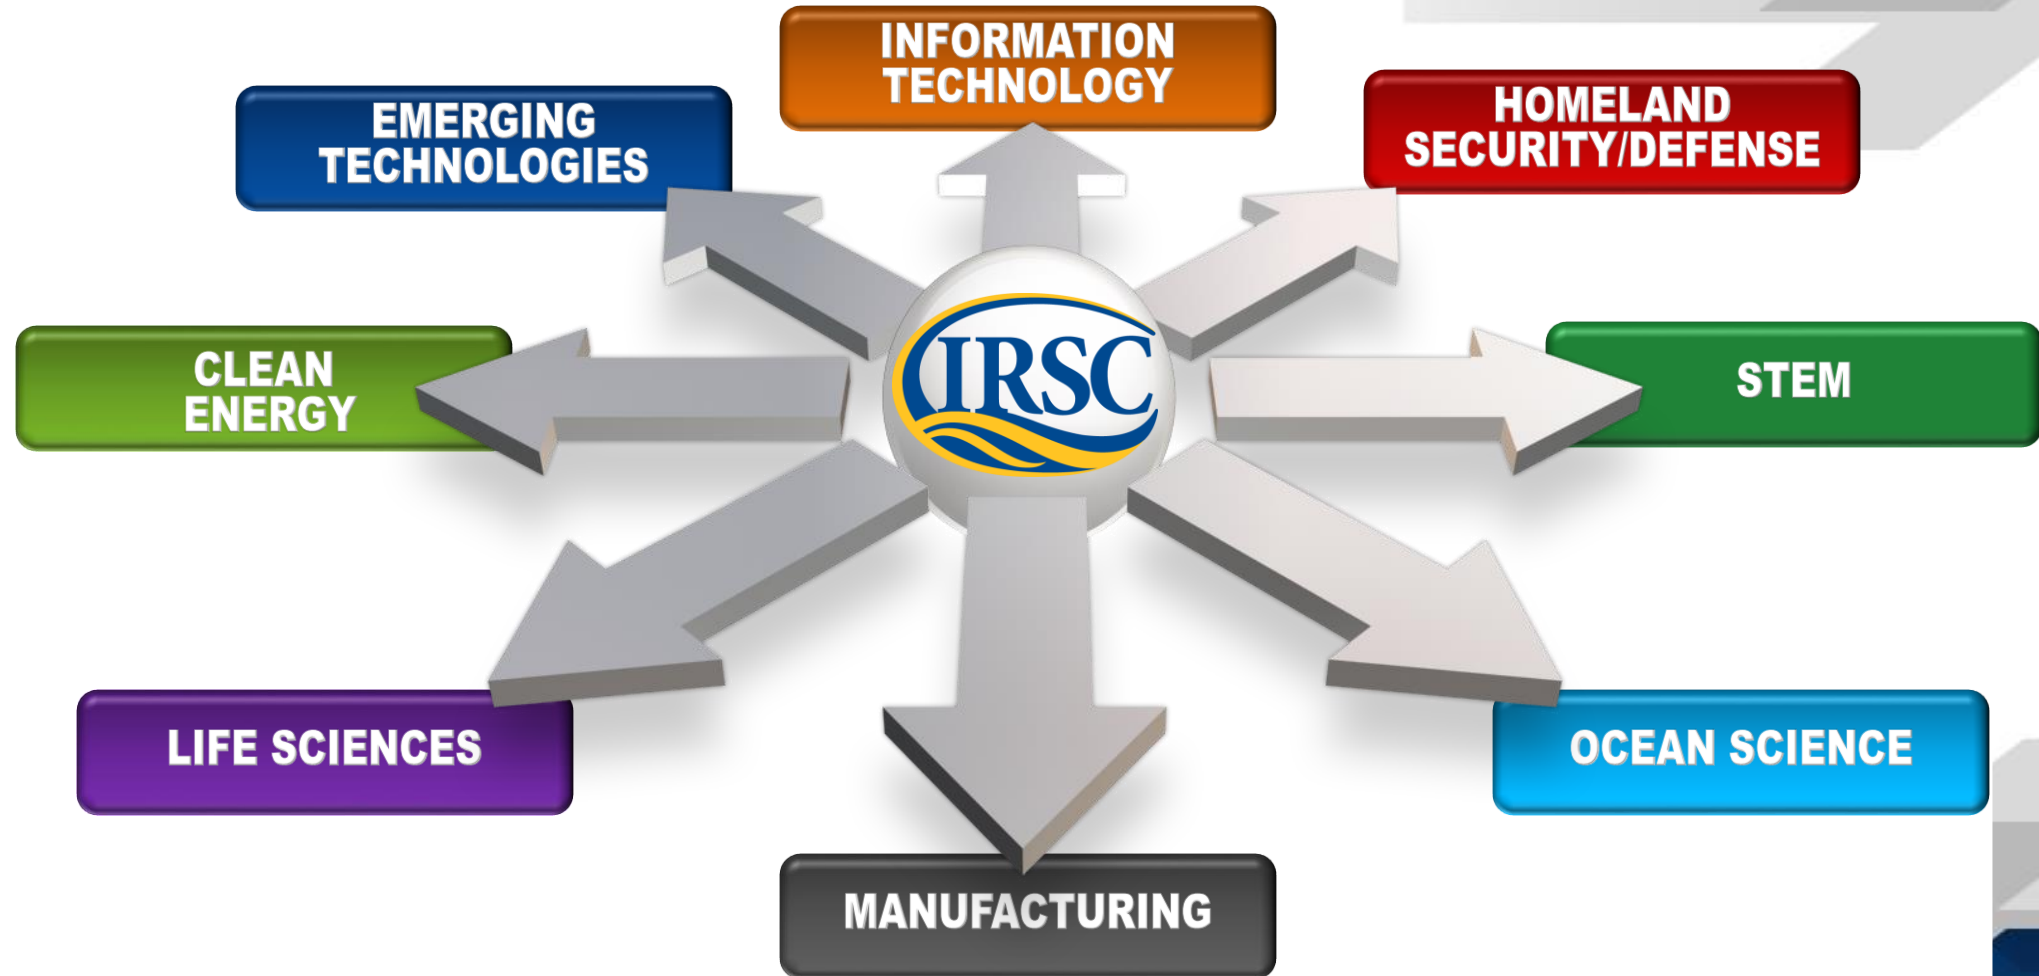 INFORMATION
TECHNOLOGY
EMERGING
TECHNOLOGIES
HOMELAND
SECURITY/DEFENSE
CLEAN
ENERGY
IRSC
STEM
LIFE SCIENCES
OCEAN SCIENCE
MANUFACTURING